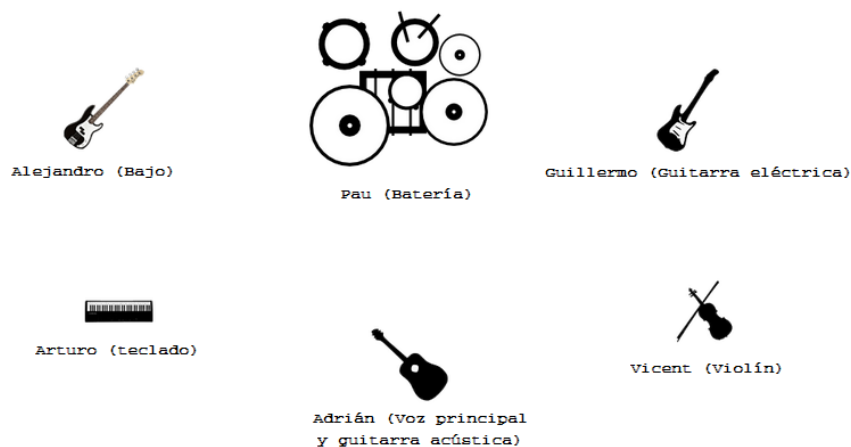 Alejandro (Bajo)
Pau (Batería)
Guillermo (Guitarra eléctrica)
Arturo (teclado)
Adrián (Voz principal
y guitarra acústica)
Vicent (Violín)